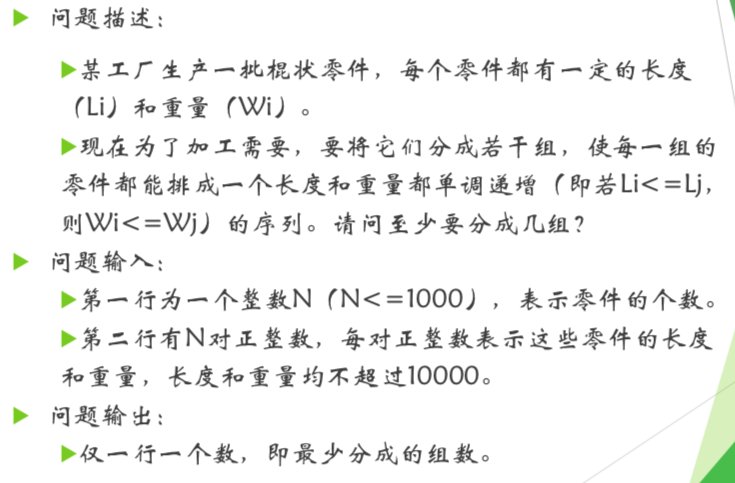 问题描述：
某工厂生产一批棍状零件，每个零件都有一定的长度
（Li）和重量（Wi）。
现在为了加工需要，要将它们分成若干组，使每一组的
零件都能排成一个长度和重量都单调递增（即若Li<=Lj，
则Wi<=Wj）的序列。请问至少要分成几组？
问题输入：
第一行为一个整数N（N<=1000），表示零件的个数。
第二行有N对正整数，每对正整数表示这些零件的长度
和重量，长度和重量均不超过10000。
问题输出：
仅一行一个数，即最少分成的组数。